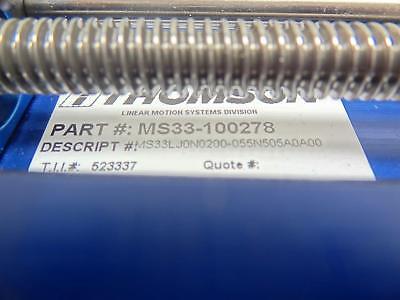 THOMSON
LINEAR MOTION SYSTEMS DIVISION
PART #: MS33-100278
DESCRIPT #: MS33LJ0N0200-055N505A0A00
T.I.I.#: 523337 Quote #: